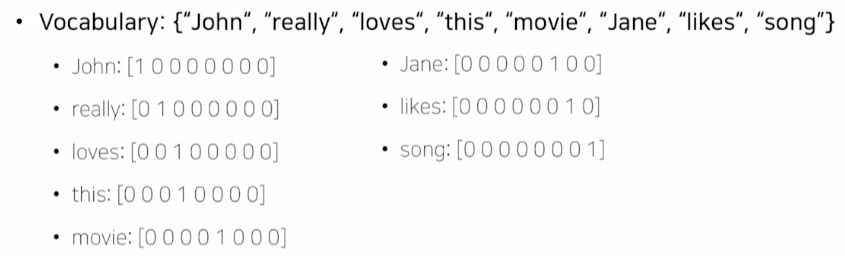 • Vocabulary: {"John", "really", "loves", "this", "movie", "Jane", "likes", "song"}
• John: [1 0 0 0 0 0 0 0]
• really: [0 1 0 0 0 0 0 0]
• loves: [0 0 1 0 0 0 0 0]
• this: [0 0 0 1 0 0 0 0]
• movie: [0 0 0 0 1 0 0 0]
• Jane: [0 0 0 0 0 1 0 0]
• likes: [0 0 0 0 0 0 1 0]
• song: [0 0 0 0 0 0 0 1]